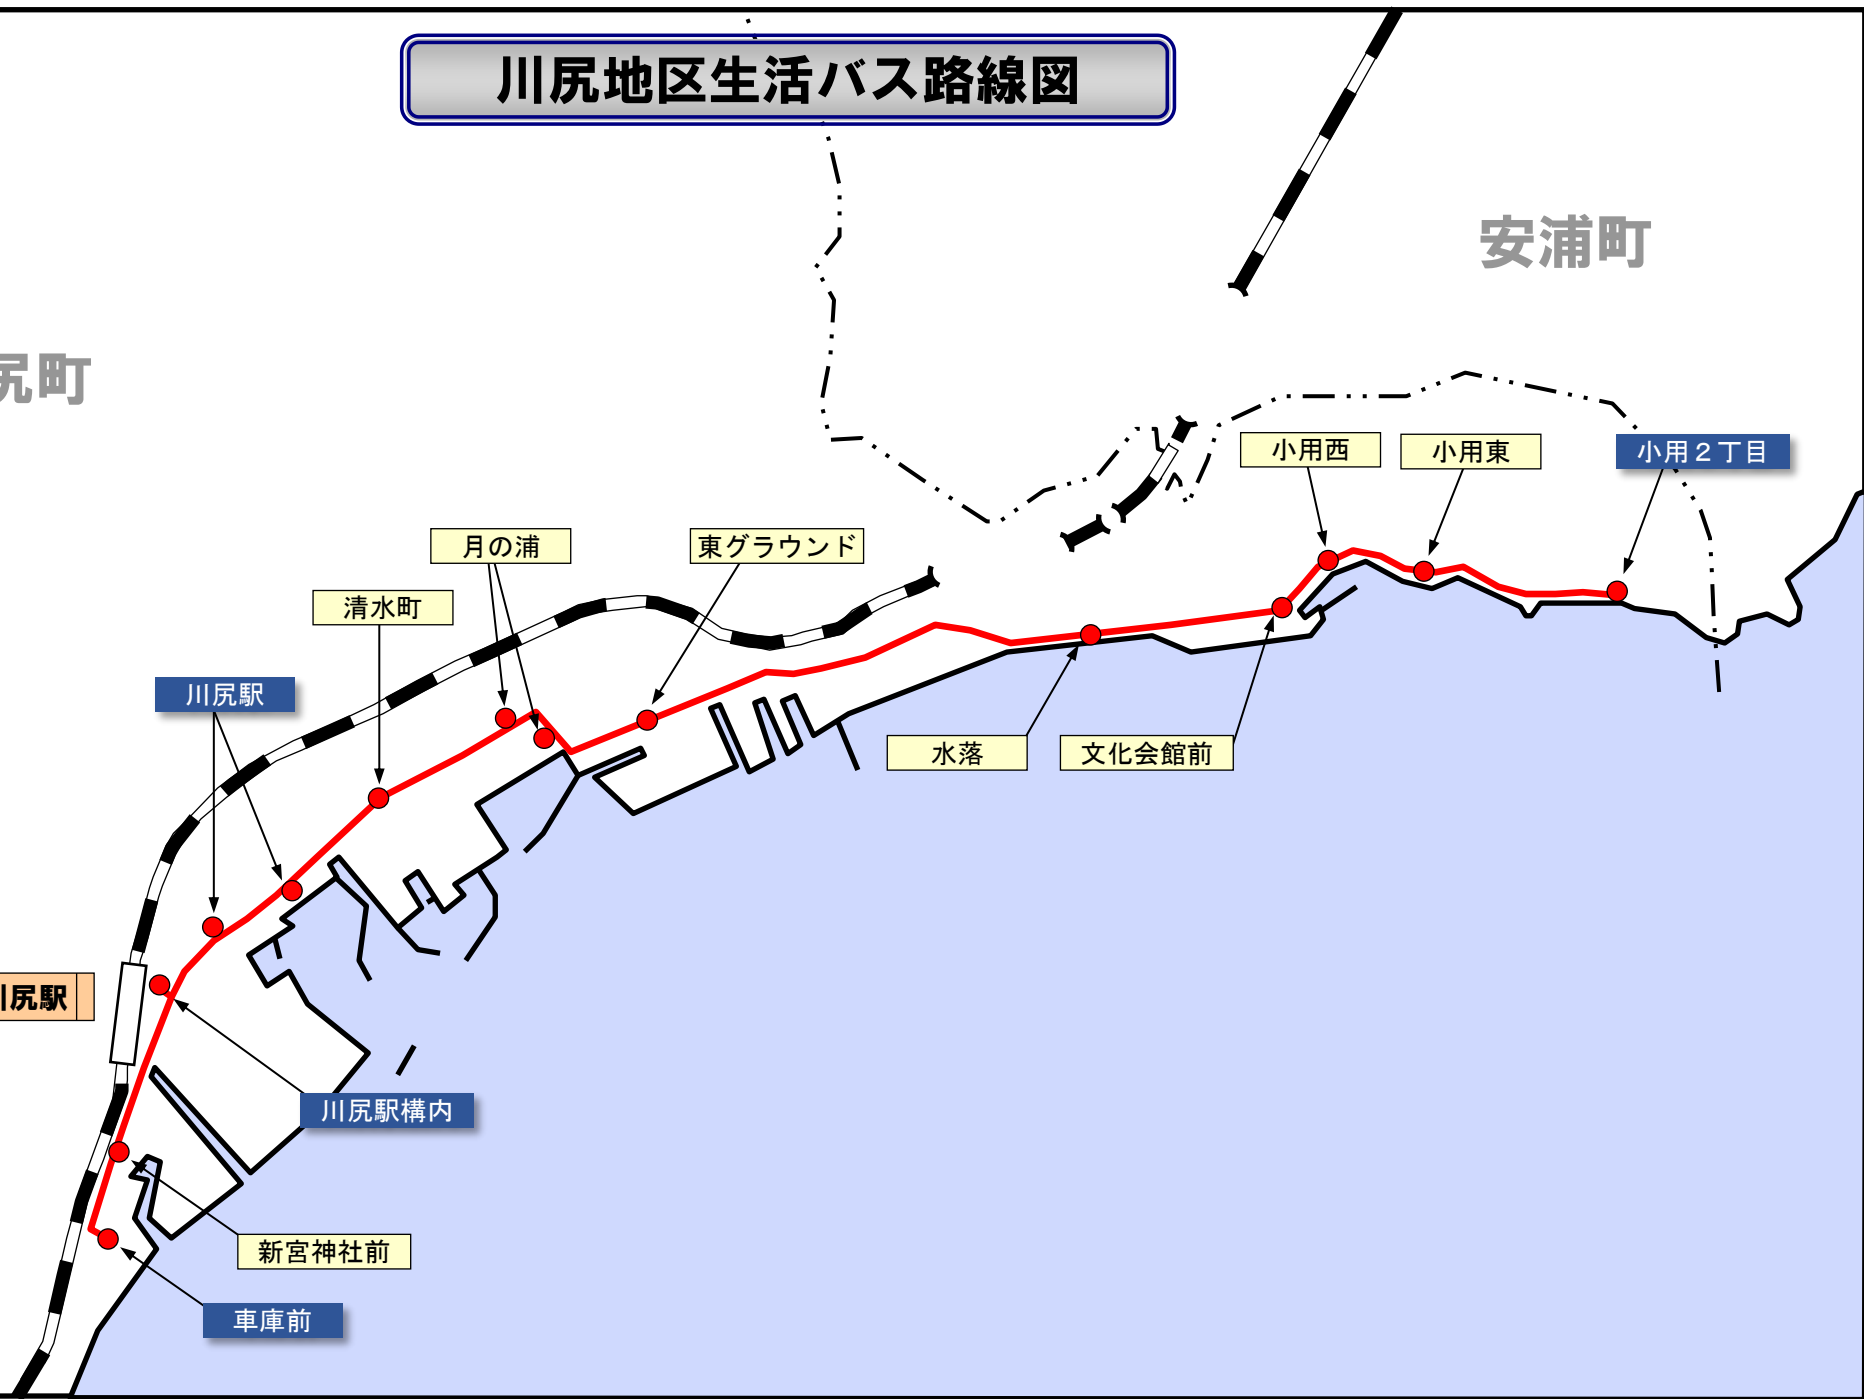 川尻地区生活バス路線図
安浦町
尻町
小用西
小用東
小用２丁目
月の浦
東グラウンド
清水町
川尻駅
水落
文化会館前
川尻駅
川尻駅構内
新宮神社前
車庫前